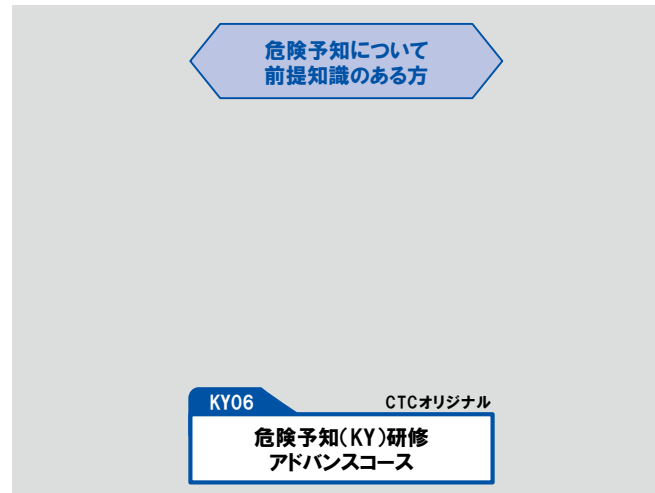 危険予知について
前提知識のある方
KY06
CTCオリジナル
危険予知(KY)研修
アドバンスコース